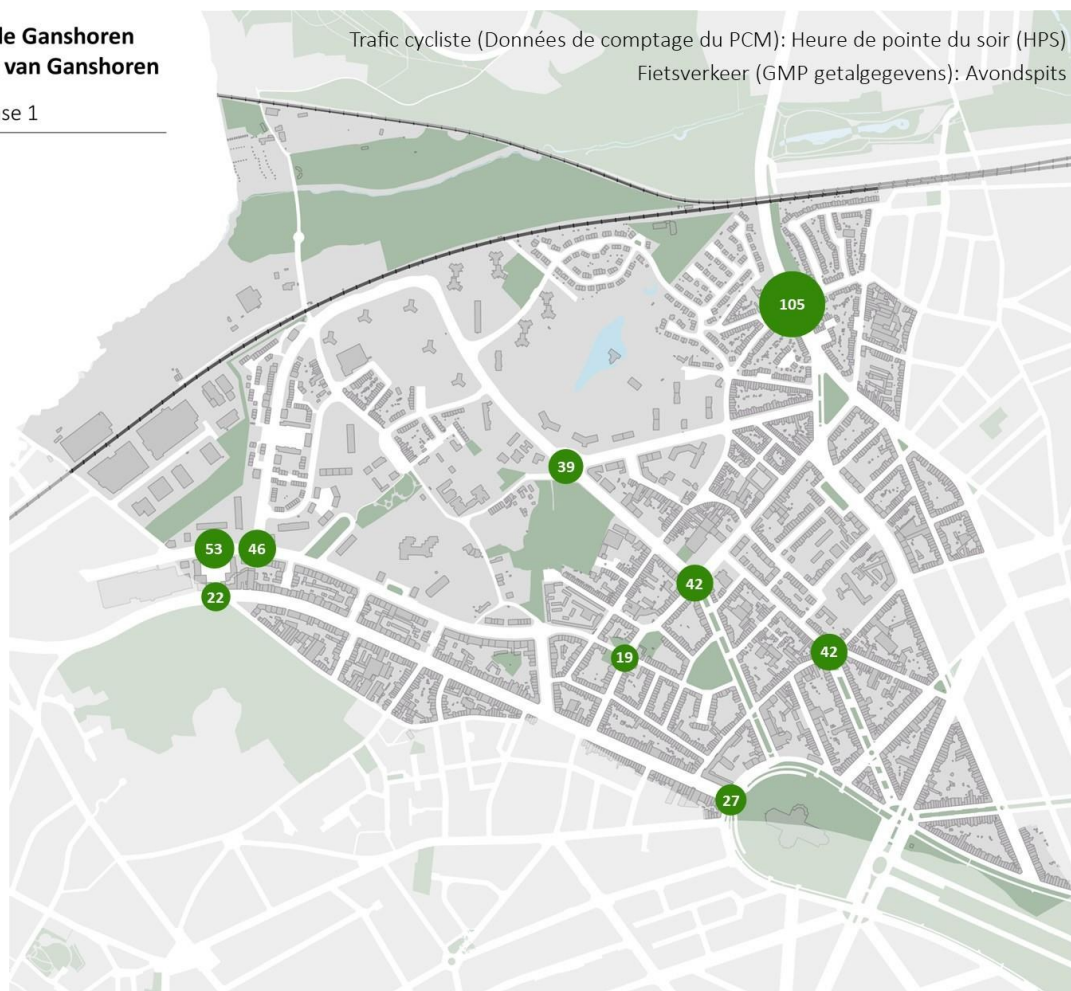 de Ganshoren
van Ganshoren
se 1
Trafic cycliste (Données de comptage du PCM): Heure de pointe du soir (HPS)
Fietsverkeer (GMP getalgegevens): Avondspits
105
39
53
46
42
22
19
42
27